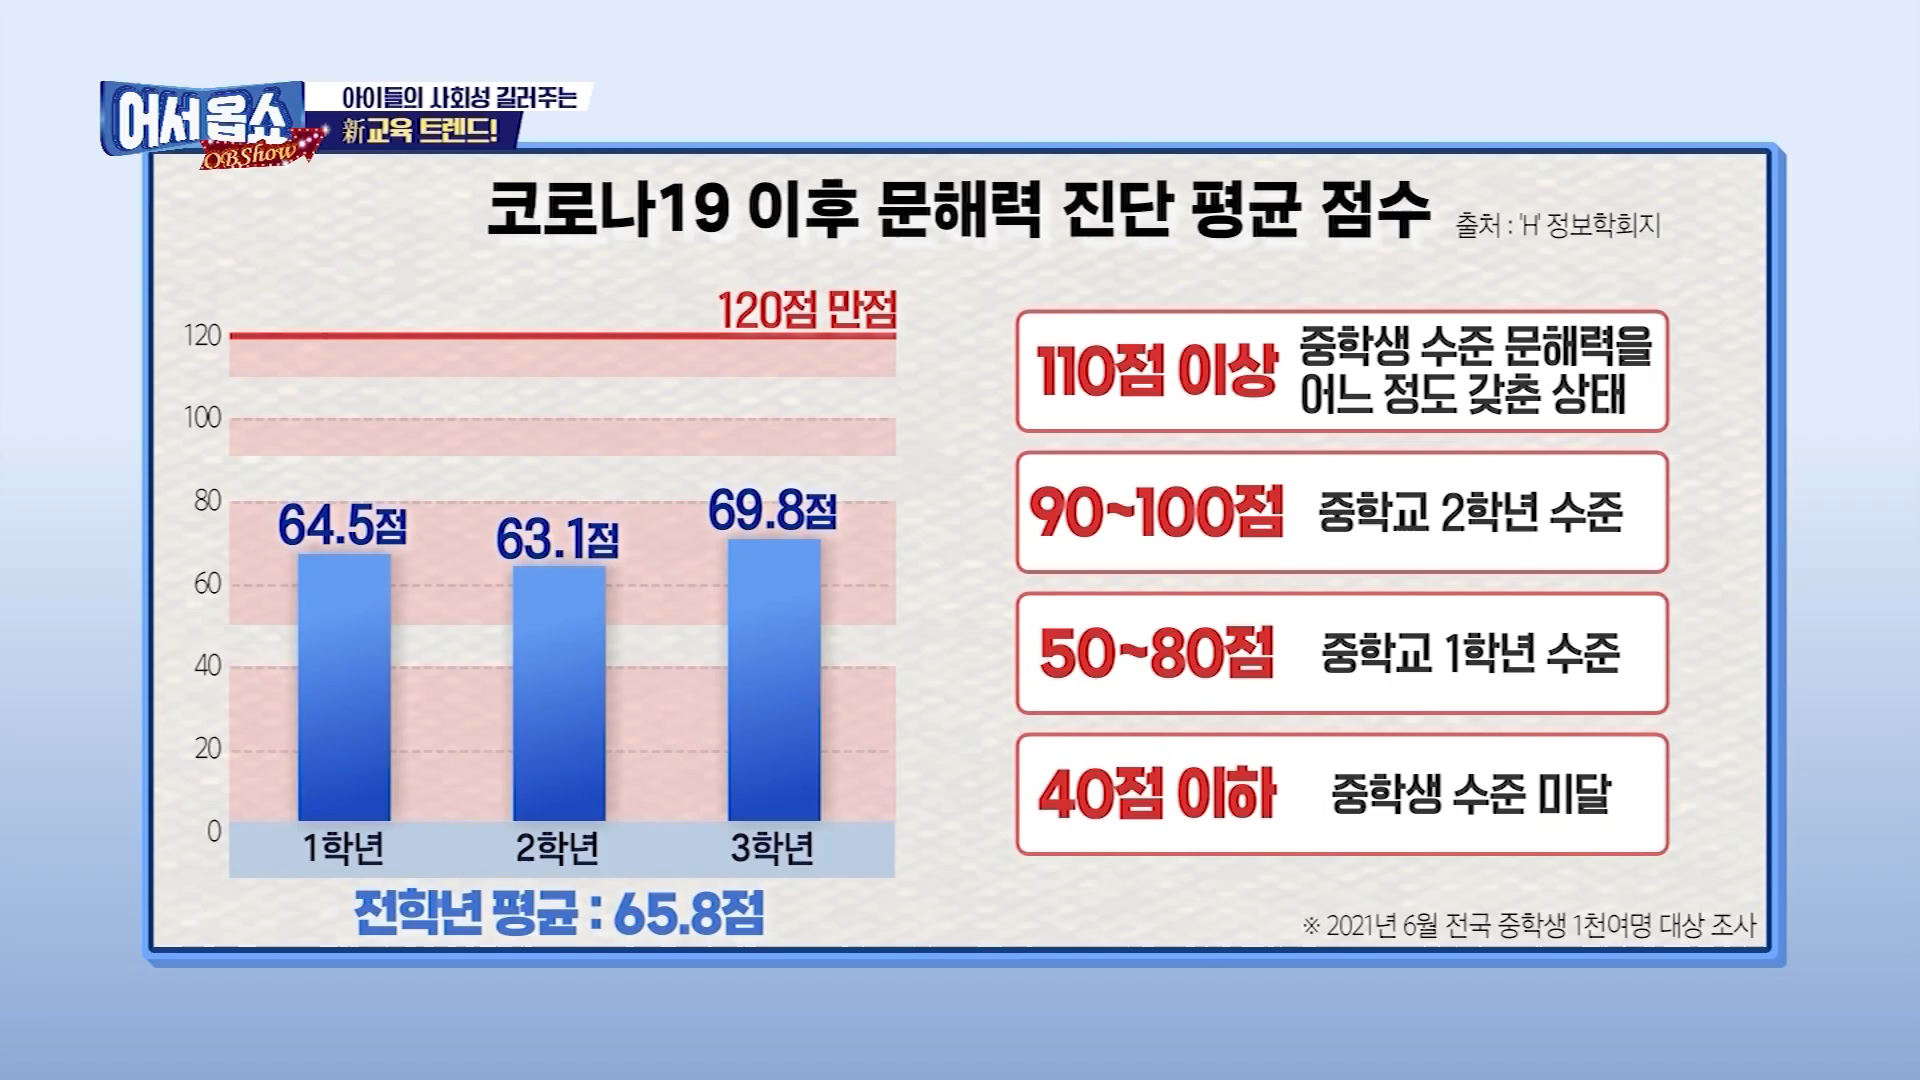 어서옵쇼
OBShow
아이들의 사회성 길러주는
新교육 트렌드!
코로나19 이후 문해력 진단 평균 점수
출처 : 'H' 정보학회지
120점 만점
120
100
80
60
40
20
0
64.5점
63.1점
69.8점
1학년
2학년
3학년
전학년 평균 : 65.8점
110점 이상
중학생 수준 문해력을
어느 정도 갖춘 상태
90~100점 중학교 2학년 수준
50~80점 중학교 1학년 수준
40점 이하 중학생 수준 미달
※ 2021년 6월 전국 중학생 1천여명 대상 조사